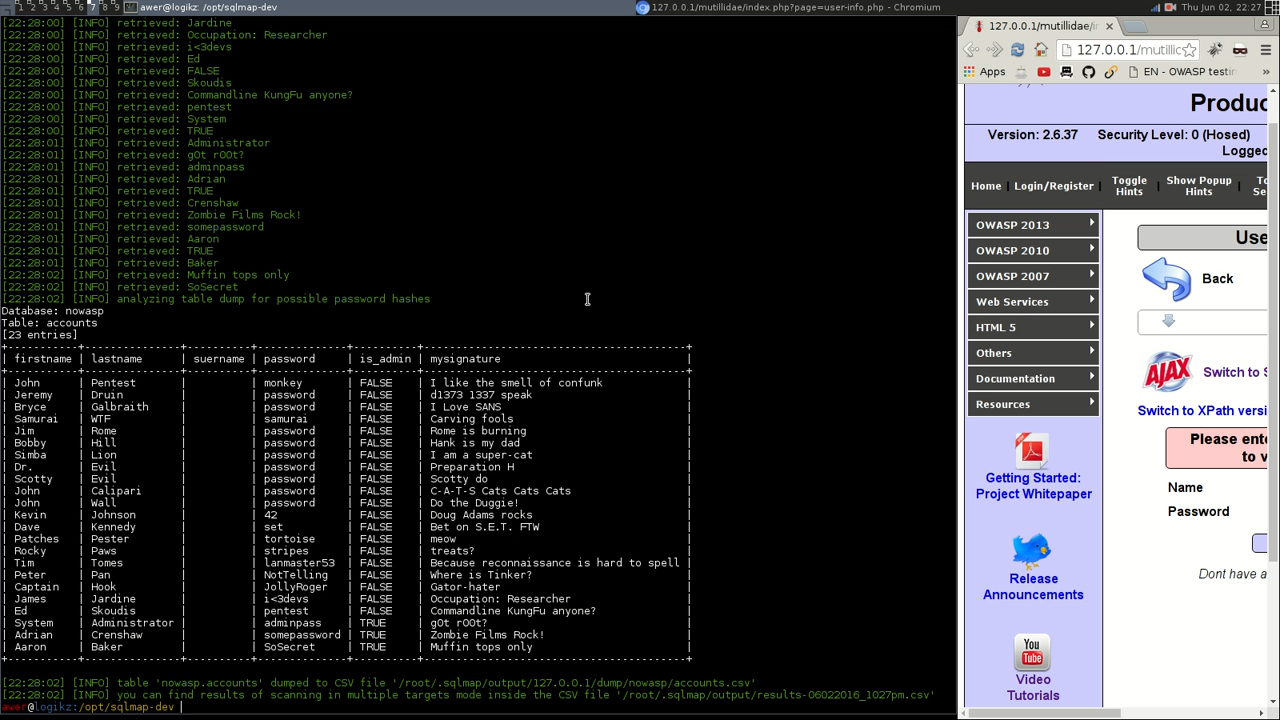 awer@logikz: /opt/sqlmap-dev
127.0.0.1/mutillidae/index.php?page=user-info.php - Chromium
Thu Jun 02, 22:27
[22:28:00] [INFO] retrieved: Jardine
[22:28:00] [INFO] retrieved: Occupation: Researcher
[22:28:00] [INFO] retrieved: i<3devs
[22:28:00] [INFO] retrieved: Ed
[22:28:00] [INFO] retrieved: FALSE
[22:28:00] [INFO] retrieved: Skoudis
[22:28:00] [INFO] retrieved: Commandline KungFu anyone?
[22:28:00] [INFO] retrieved: pentest
[22:28:00] [INFO] retrieved: System
[22:28:00] [INFO] retrieved: TRUE
[22:28:01] [INFO] retrieved: Administrator
[22:28:01] [INFO] retrieved: gOt rOOt?
[22:28:01] [INFO] retrieved: adminpass
[22:28:01] [INFO] retrieved: Adrian
[22:28:01] [INFO] retrieved: TRUE
[22:28:01] [INFO] retrieved: Crenshaw
[22:28:01] [INFO] retrieved: Zombie Films Rock!
[22:28:01] [INFO] retrieved: somepassword
[22:28:01] [INFO] retrieved: Aaron
[22:28:01] [INFO] retrieved: TRUE
[22:28:01] [INFO] retrieved: Baker
[22:28:02] [INFO] retrieved: Muffin tops only
[22:28:02] [INFO] retrieved: SoSecret
[22:28:02] [INFO] analyzing table dump for possible password hashes
Database: nowasp
Table: accounts
[23 entries]
| firstname | lastname | suername | password | is_admin | mysignature |
| John | Pentest | | monkey | FALSE | I like the smell of confunk |
| Jeremy | Druin | | password | FALSE | d1373 1337 speak |
| Bryce | Galbraith | | password | FALSE | I Love SANS |
| Samurai | WTF | | samurai | FALSE | Carving fools |
| Jim | Rome | | password | FALSE | Rome is burning |
| Bobby | Hill | | password | FALSE | Hank is my dad |
| Simba | Lion | | password | FALSE | I am a super-cat |
| Dr. | Evil | | password | FALSE | Preparation H |
| Scotty | Evil | | password | FALSE | Scotty do |
| John | Calipari | | password | FALSE | C-A-T-S Cats Cats Cats |
| John | Wall | | password | FALSE | Do the Duggie! |
| Kevin | Johnson | | 42 | FALSE | Doug Adams rocks |
| Dave | Kennedy | | set | FALSE | Bet on S.E.T. FTW |
| Patches | Pester | | tortoise | FALSE | meow |
| Rocky | Paws | | stripes | FALSE | treats? |
| Tim | Tomes | | lanmaster53 | FALSE | Because reconnaissance is hard to spell |
| Peter | Pan | | NotTelling | FALSE | Where is Tinker? |
| Captain | Hook | | JollyRoger | FALSE | Gator-hater |
| James | Jardine | | i<3devs | FALSE | Occupation: Researcher |
| Ed | Skoudis | | pentest | FALSE | Commandline KungFu anyone? |
| System | Administrator | | adminpass | TRUE | gOt rOOt? |
| Adrian | Crenshaw | | somepassword | TRUE | Zombie Films Rock! |
| Aaron | Baker | | SoSecret | TRUE | Muffin tops only |
[22:28:02] [INFO] table 'nowasp.accounts' dumped to CSV file '/root/.sqlmap/output/127.0.0.1/dump/nowasp/accounts.csv'
[22:28:02] [INFO] you can find results of scanning in multiple targets mode inside the CSV file '/root/.sqlmap/output/results-06022016_1027pm.csv'
awer@logikz:/opt/sqlmap-dev
127.0.0.1/mutillida
127.0.0.1/mutillic
Apps
EN - OWASP testin
»
Produc
Version: 2.6.37 Security Level: 0 (Hosed)
Logged
Home
Login/Register
Toggle Hints
Show Popup Hints
To
Se
OWASP 2013
OWASP 2010
OWASP 2007
Web Services
HTML 5
Others
Documentation
Resources
Getting Started:
Project Whitepaper
Release
Announcements
You
Tube
Video
Tutorials
Use
Back
AJAX
Switch to S
Switch to XPath versi
Please ente
to v
Name
Password
Dont have a